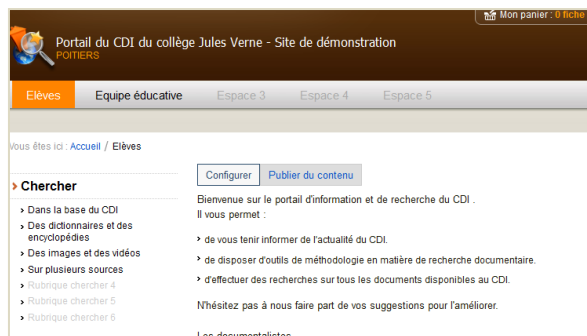 Mon panier : 0 fiche
Portail du CDI du collège Jules Verne - Site de démonstration
POITIERS
Elèves
Equipe éducative
Espace 3
Espace 4
Espace 5
Vous êtes ici : Accueil / Elèves
Chercher
Dans la base du CDI
Des dictionnaires et des
encyclopédies
Des images et des vidéos
Sur plusieurs sources
Rubrique chercher 4
Rubrique chercher 5
Rubrique chercher 6
Configurer
Publier du contenu
Bienvenue sur le portail d'information et de recherche du CDI .
Il vous permet :
de vous tenir informer de l'actualité du CDI.
de disposer d'outils de méthodologie en matière de recherche documentaire.
d'effectuer des recherches sur tous les documents disponibles au CDI.
N'hésitez pas à nous faire part de vos suggestions pour l'améliorer.
Les documentalistes